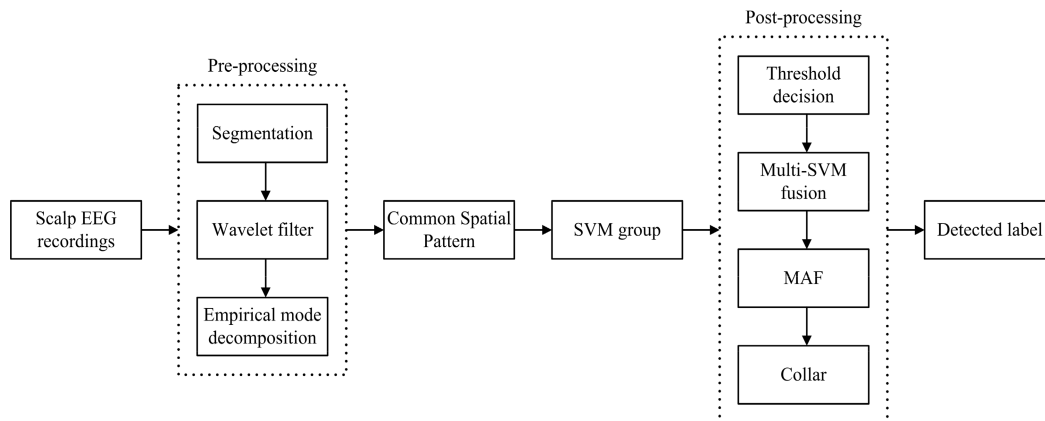 Scalp EEG
recordings
Pre-processing
Segmentation
Wavelet filter
Empirical mode
decomposition
Common Spatial
Pattern
SVM group
Post-processing
Threshold
decision
Multi-SVM
fusion
MAF
Collar
Detected label